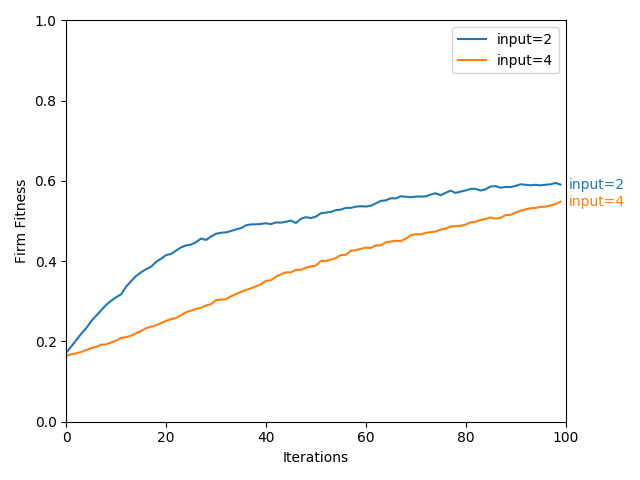 1.0
0.8
0.6
0.4
0.2
0.0
Firm Fitness
input=2
input=4
input=2
input=4
0 20 40 60 80 100
Iterations